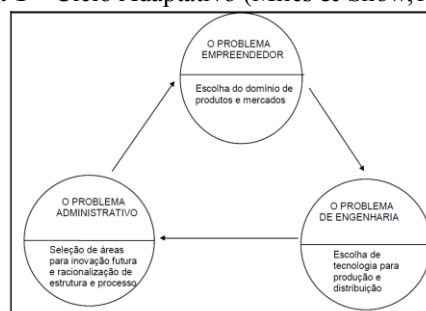 Ciclo Adaptativo (Miles & Snow,
O PROBLEMA
EMPREENDEDOR
Escolha do domínio de
produtos e mercados
O PROBLEMA
ADMINISTRATIVO
Seleção de áreas
para inovação futura
e racionalização de
estrutura e processo
O PROBLEMA
DE ENGENHARIA
Escolha de
tecnologia para
produção e
distribuição